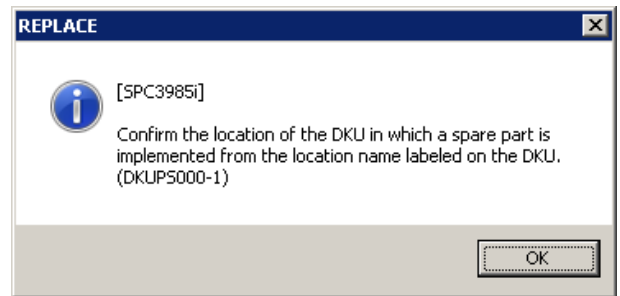 REPLACE
[SPC3985i]
Confirm the location of the DKU in which a spare part is
implemented from the location name labeled on the DKU.
(DKUPS000-1)
OK